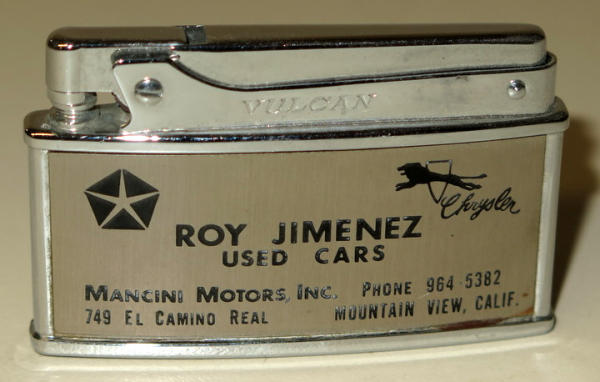 VULCAN
Chrysler
ROY JIMENEZ
USED CARS
MANCINI MOTORS, INC. PHONE 964-5382
749 EL CAMINO REAL MOUNTAIN VIEW, CALIF.